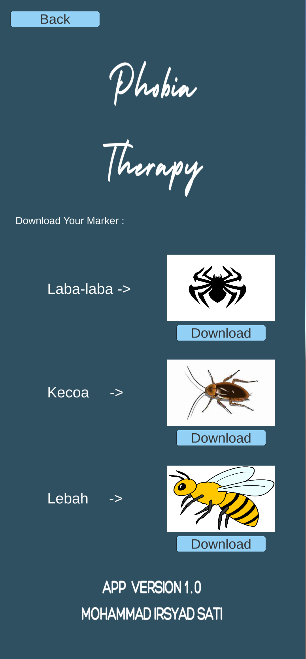 Back
Phobia
Therapy
Download Your Marker :
Laba-laba ->
Download
Kecoa ->
Download
Lebah ->
Download
APP VERSION 1.0
MOHAMMAD IRSYAD SATI